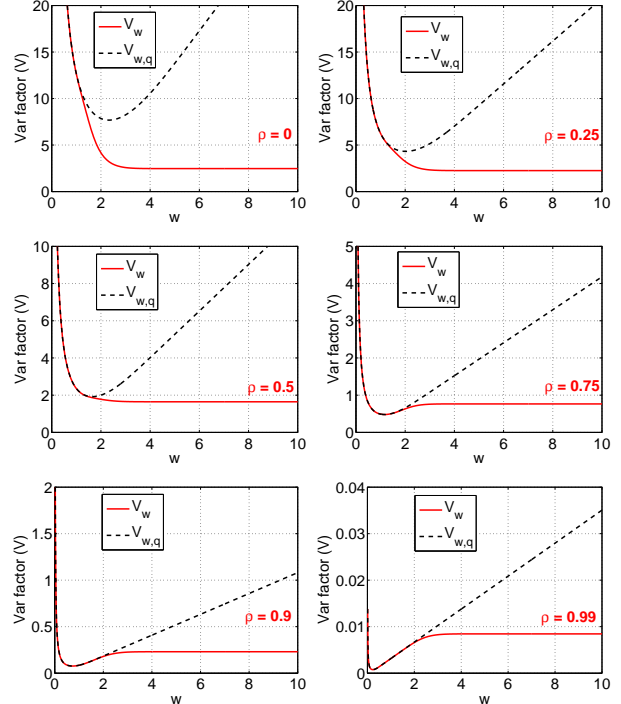 20
15
10
5
0
Var factor (V)
V_w
V_w,q
ρ = 0
0 2 4 6 8 10
w
20
15
10
5
0
Var factor (V)
V_w
V_w,q
ρ = 0.25
0 2 4 6 8 10
w
10
8
6
4
2
0
Var factor (V)
V_w
V_w,q
ρ = 0.5
0 2 4 6 8 10
w
5
4
3
2
1
0
Var factor (V)
V_w
V_w,q
ρ = 0.75
0 2 4 6 8 10
w
2
1.5
1
0.5
0
Var factor (V)
V_w
V_w,q
ρ = 0.9
0 2 4 6 8 10
w
0.04
0.03
0.02
0.01
0
Var factor (V)
V_w
V_w,q
ρ = 0.99
0 2 4 6 8 10
w